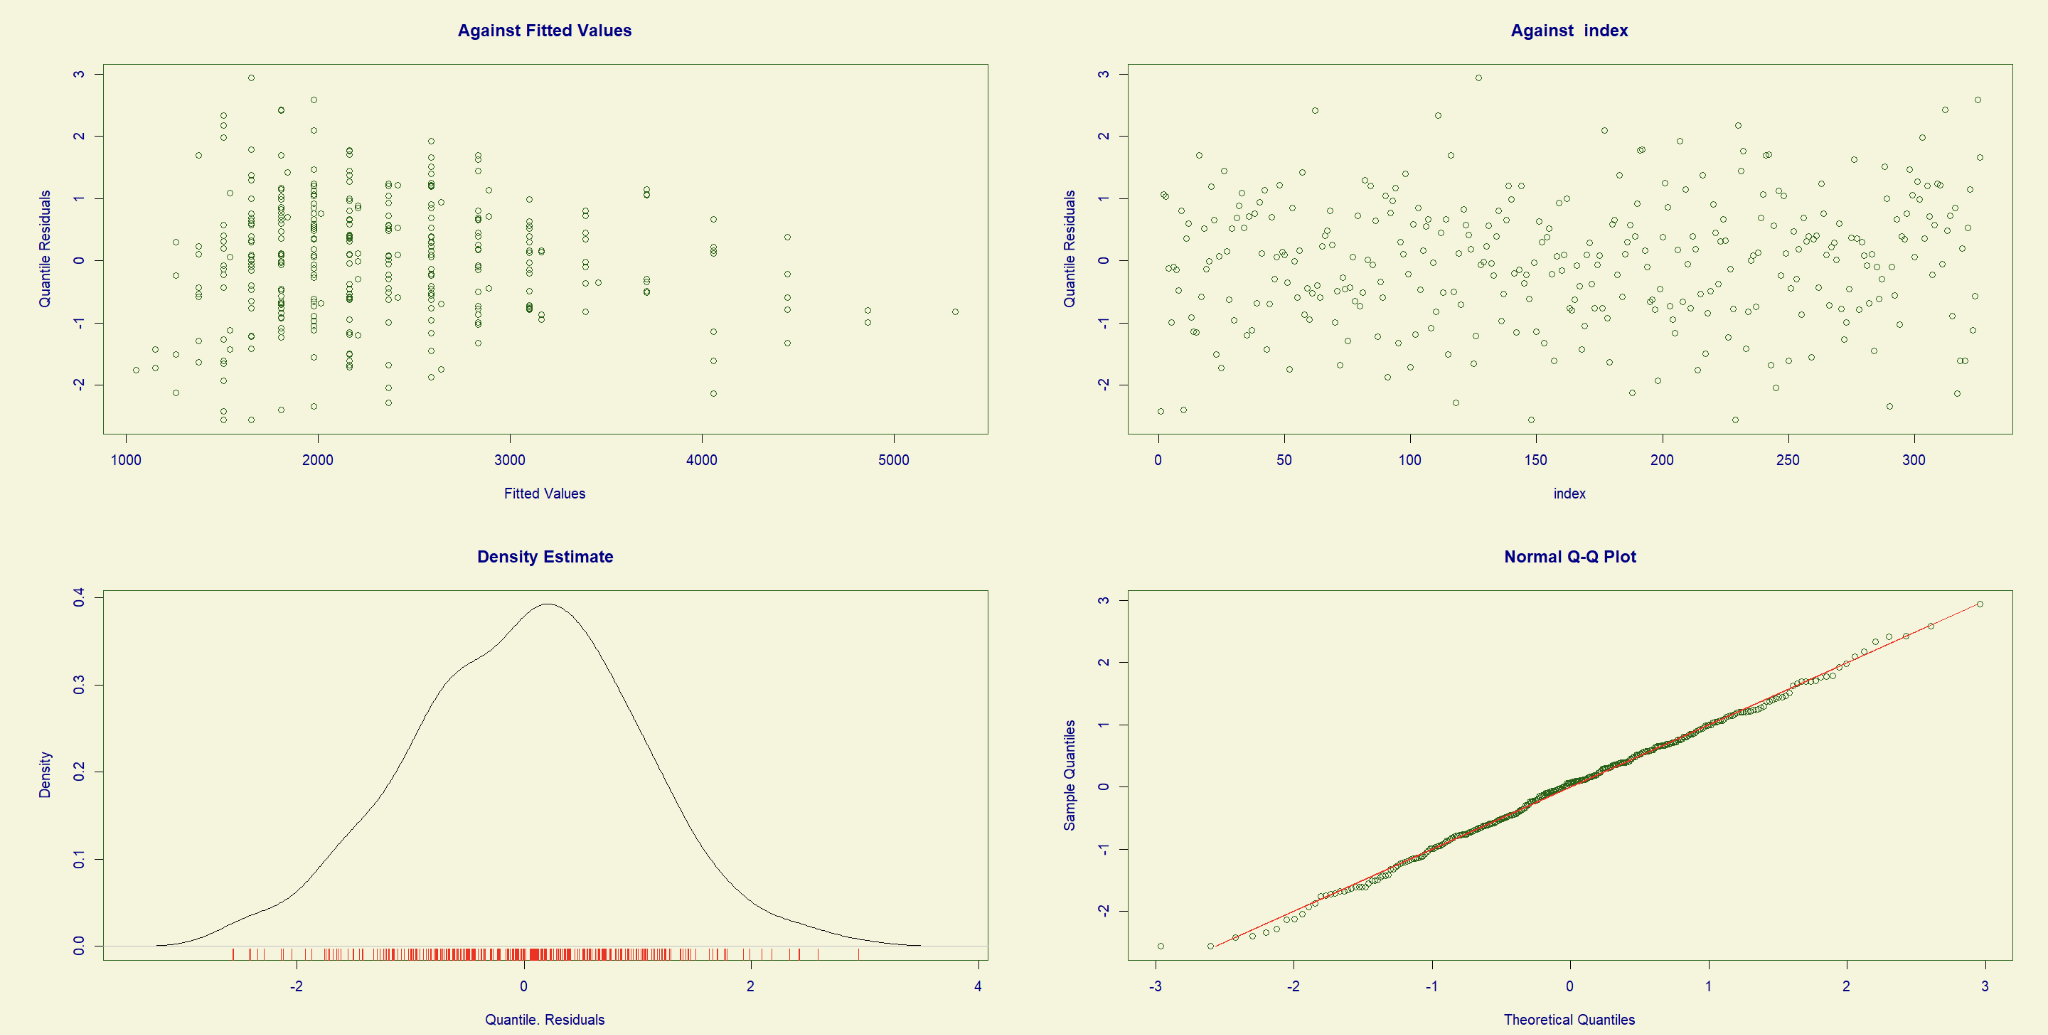 Against Fitted Values
3
2
1
0
-1
-2
Quantile Residuals
1000 2000 3000 4000 5000
Fitted Values
Against  index
3
2
1
0
-1
-2
Quantile Residuals
0 50 100 150 200 250 300
index
Density Estimate
0.4
0.3
0.2
0.1
0.0
Density
-2 0 2 4
Quantile. Residuals
Normal Q-Q Plot
3
2
1
0
-1
-2
Sample Quantiles
-3 -2 -1 0 1 2 3
Theoretical Quantiles